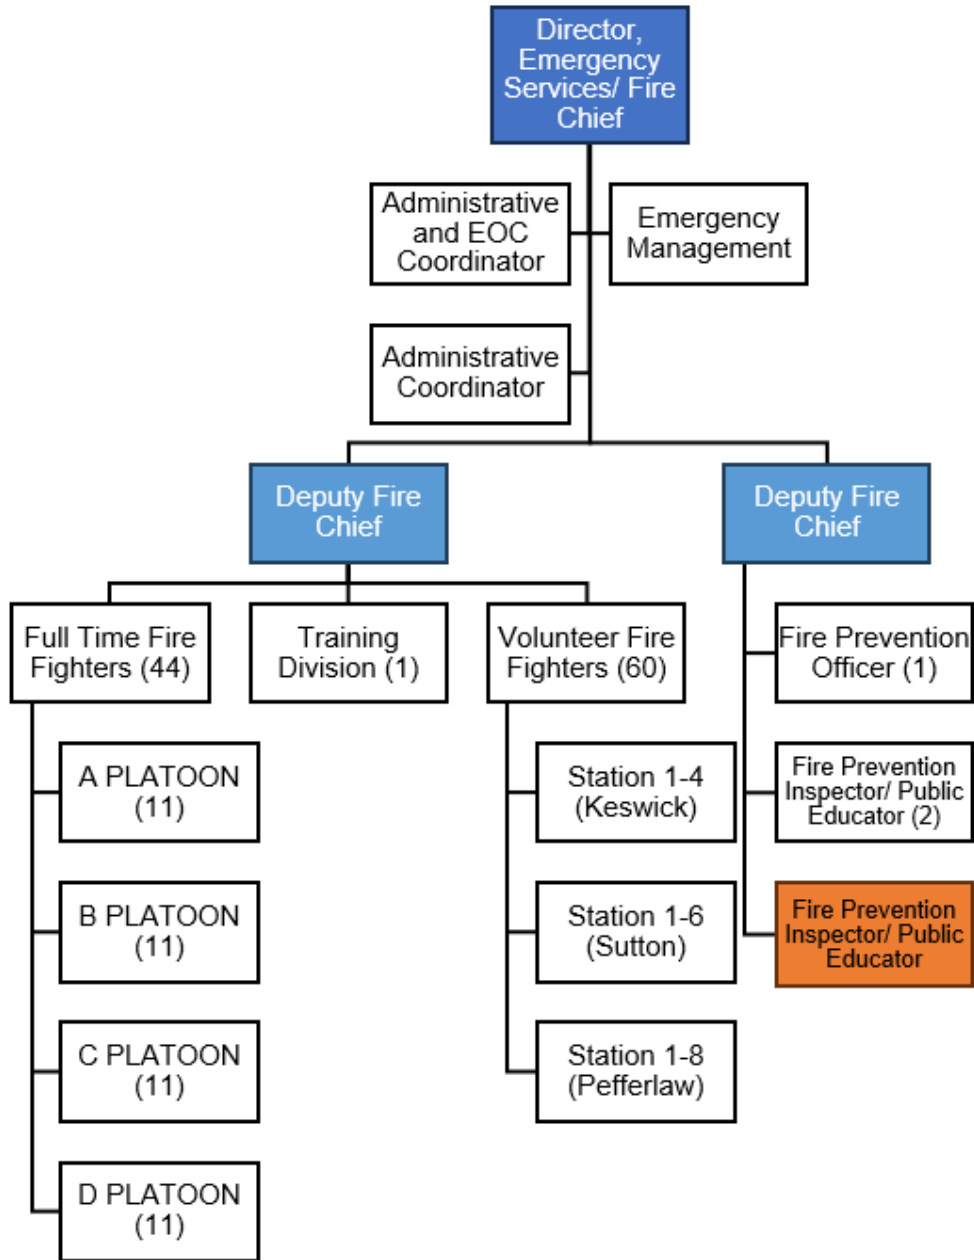 Director,
Emergency
Services/ Fire
Chief
Administrative
and EOC
Coordinator
Emergency
Management
Administrative
Coordinator
Deputy Fire
Chief
Deputy Fire
Chief
Full Time Fire
Fighters (44)
Training
Division (1)
Volunteer Fire
Fighters (60)
Fire Prevention
Officer (1)
A PLATOON
(11)
Station 1-4
(Keswick)
Fire Prevention
Inspector/ Public
Educator (2)
B PLATOON
(11)
Station 1-6
(Sutton)
Fire Prevention
Inspector/ Public
Educator
C PLATOON
(11)
Station 1-8
(Pefferlaw)
D PLATOON
(11)